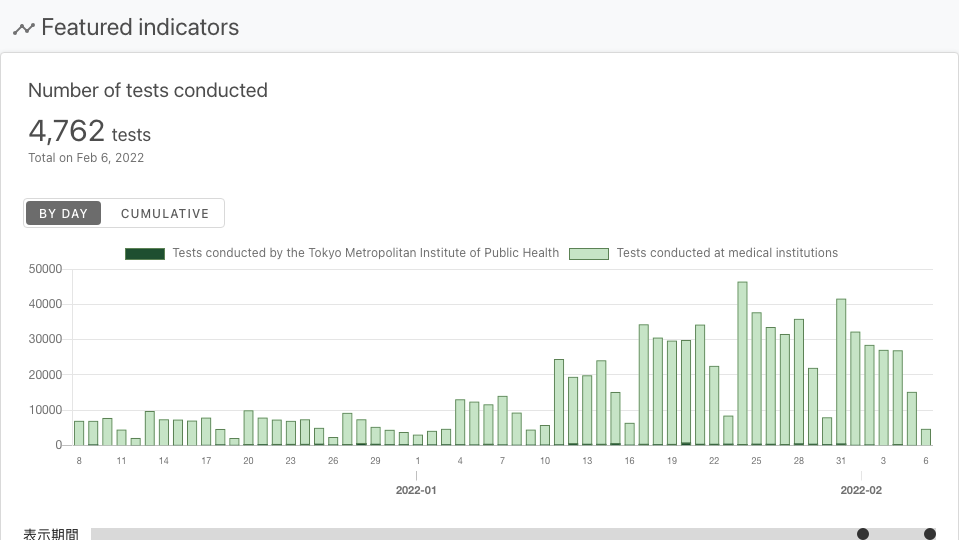 Featured indicators
Number of tests conducted
4,762 tests
Total on Feb 6, 2022
BY DAY CUMULATIVE
Tests conducted by the Tokyo Metropolitan Institute of Public Health Tests conducted at medical institutions
50000
40000
30000
20000
10000
0
8 11 14 17 20 23 26 29 1 4 7 10 13 16 19 22 25 28 31 3 6
2022-01 2022-02
表示期間